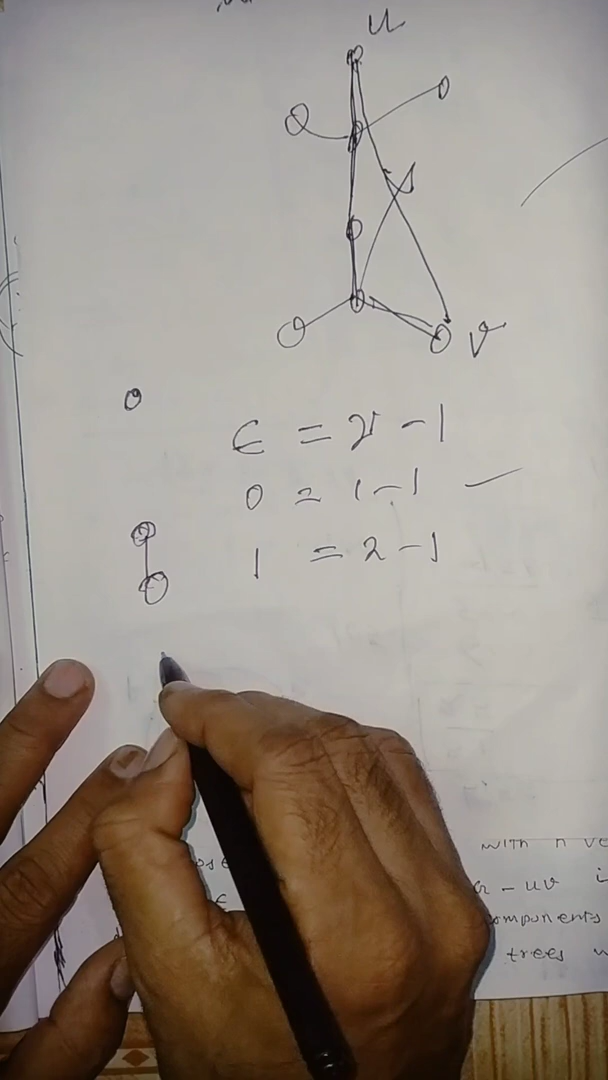 u
v
ε = ν - 1
0 = 1 - 1
1 = 2 - 1
with n ve
- uv i
omponents
trees